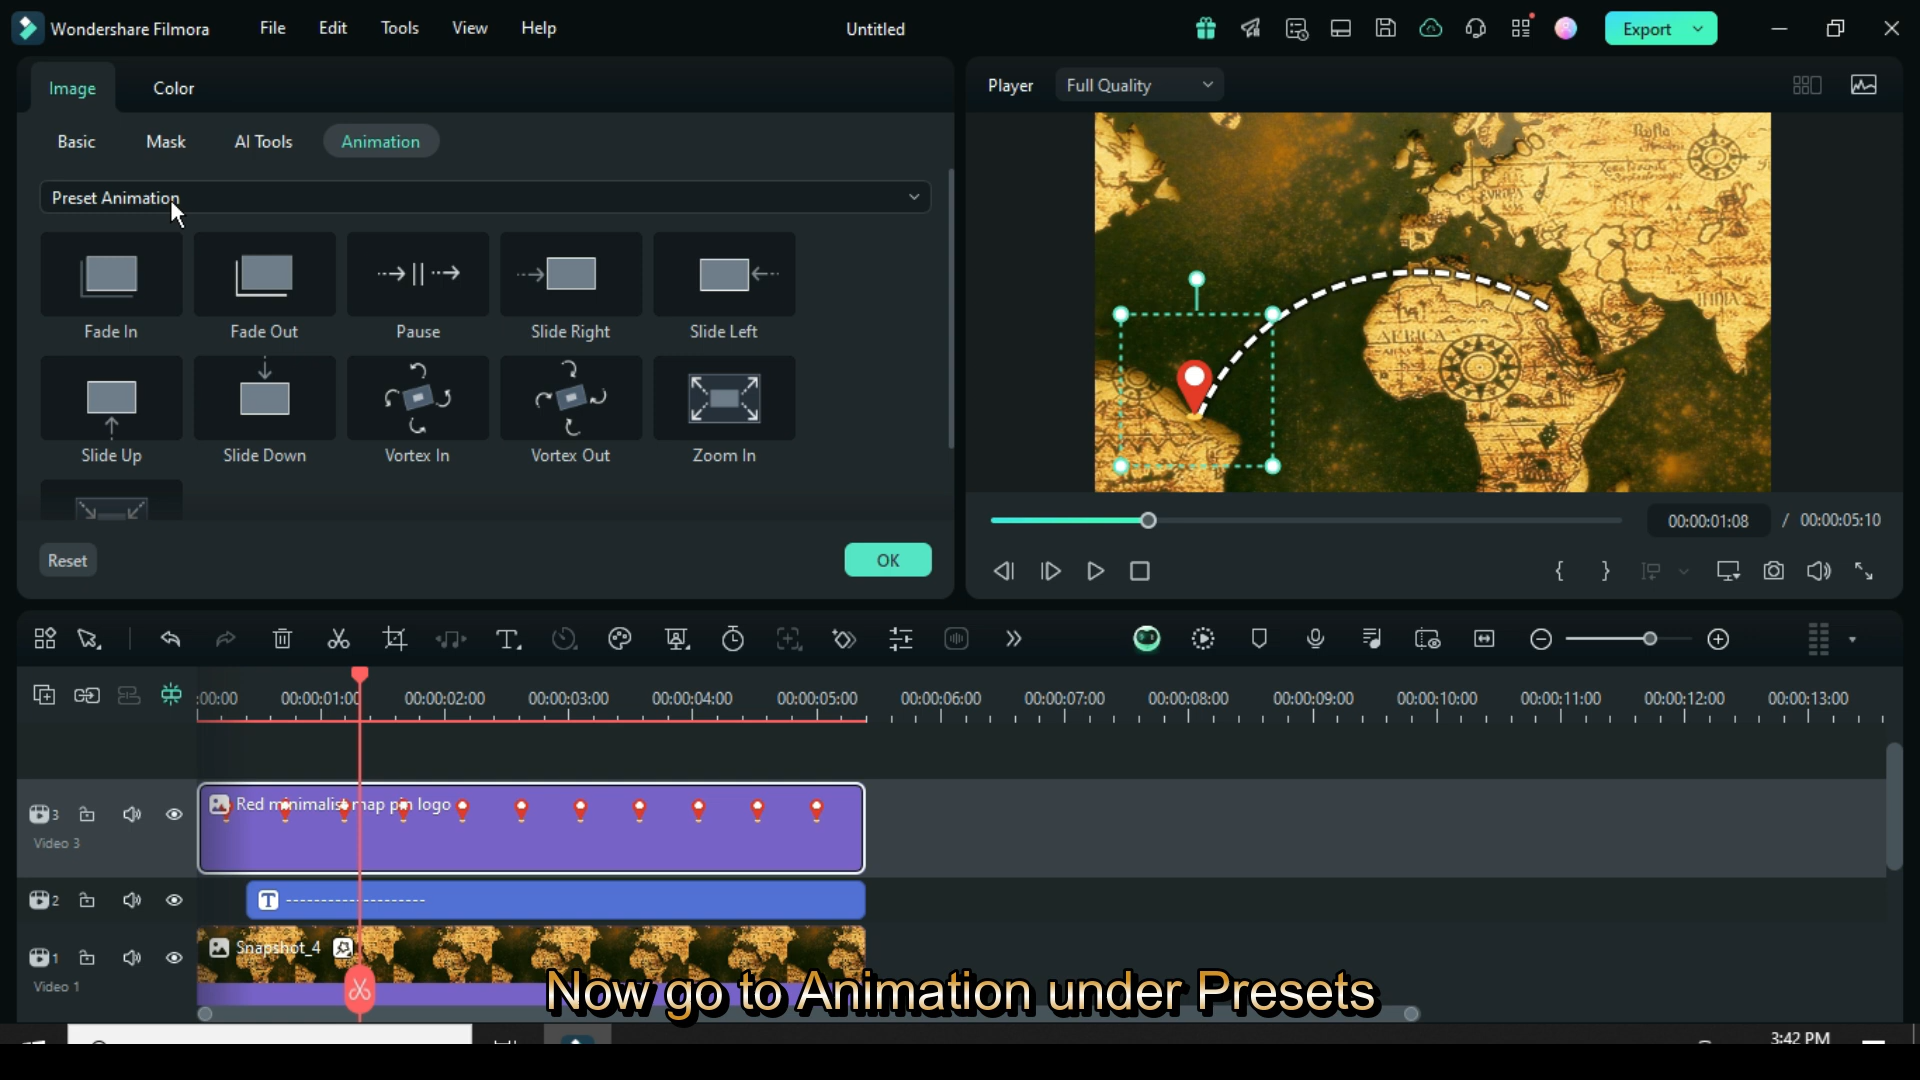 Wondershare Filmora File Edit Tools View Help Untitled Export
Image Color
Player Full Quality
Basic Mask AI Tools Animation
Preset Animation
Fade In Fade Out Pause Slide Right Slide Left
Slide Up Slide Down Vortex In Vortex Out Zoom In
AFRICA
INDIA
Reset OK
00:00:01:08 / 00:00:05:10
:00:00 00:00:01:00 00:00:02:00 00:00:03:00 00:00:04:00 00:00:05:00 00:00:06:00 00:00:07:00 00:00:08:00 00:00:09:00 00:00:10:00 00:00:11:00 00:00:12:00 00:00:13:00
3 Red minimalist map pin logo
Video 3
2 T ---------------------
1 Snapshot_4
Video 1
Now go to Animation under Presets
3:42 PM